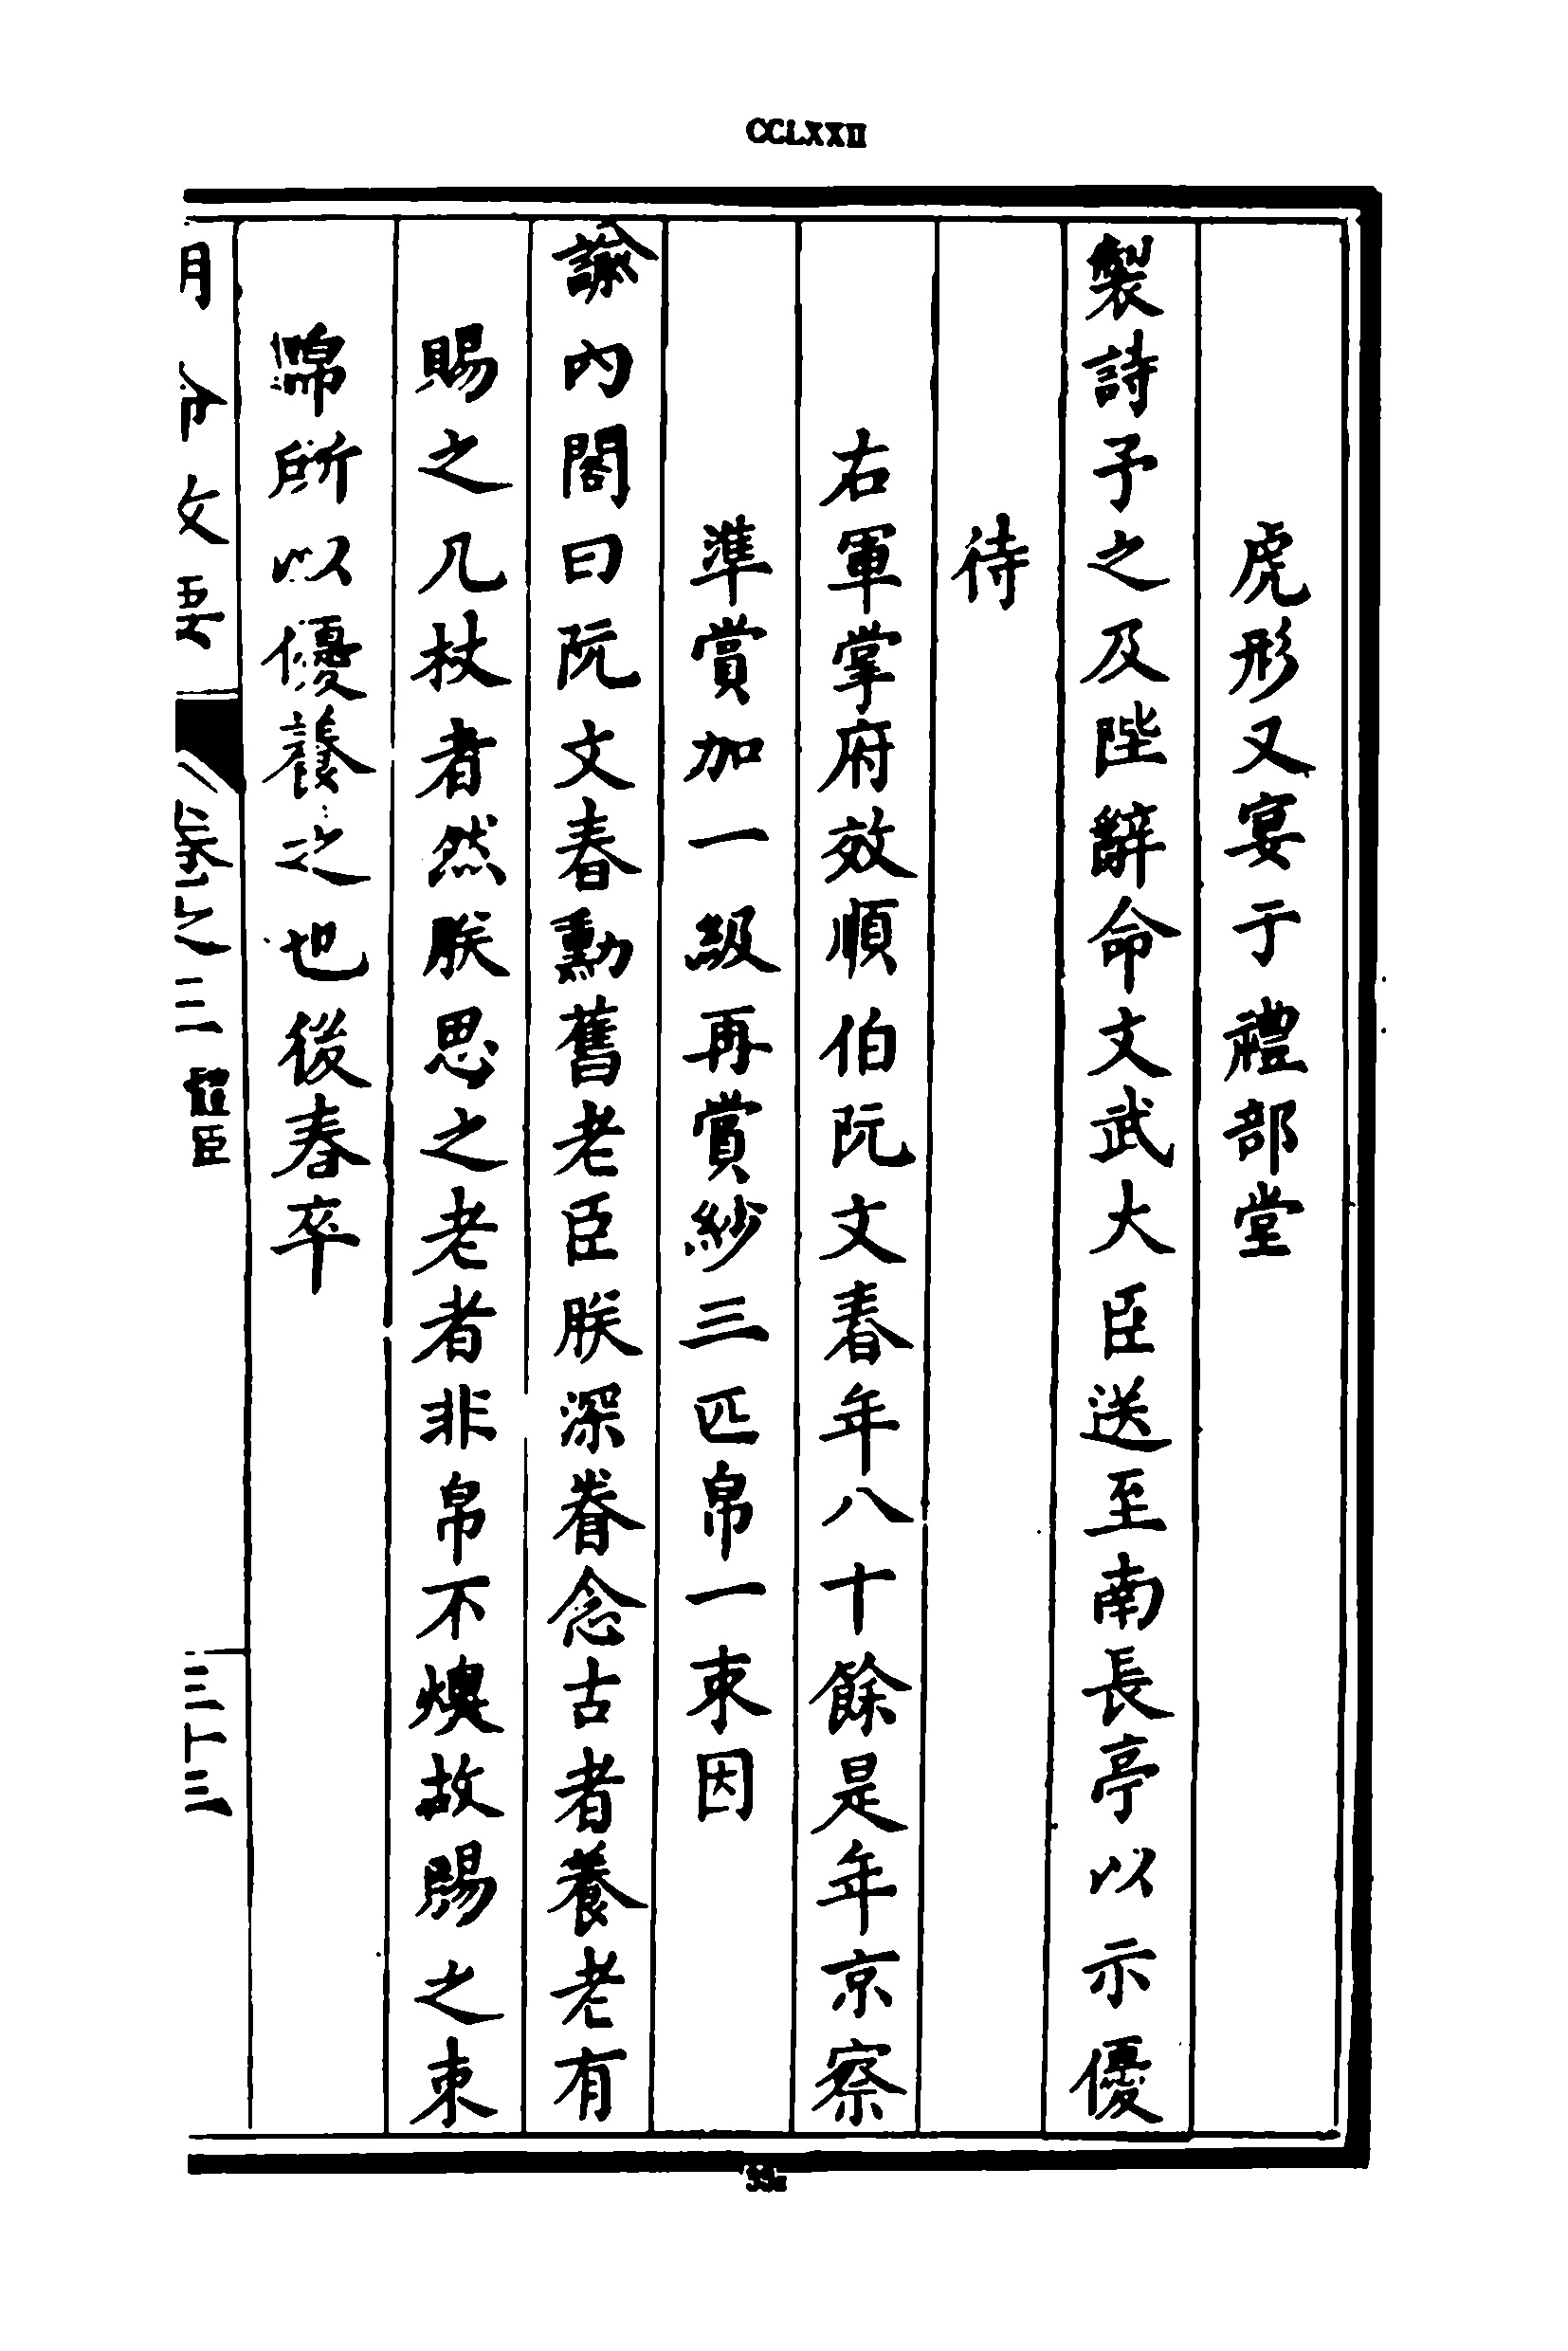 CCLXXII
虎形又宴于禮部堂
製詩予之及陛辭命文武大臣送至南長亭以示優
待
右軍掌府效順伯阮文春年八十餘是年京察
準賞加一級再賞紗三匹帛一束因
諭內閣曰阮文春勳舊老臣朕深眷念古者養老有
賜之几杖者然朕思之老者非帛不燠故賜之束
帛所以優養之也後春卒
明命政要
卷之三 體臣
三十三
33a